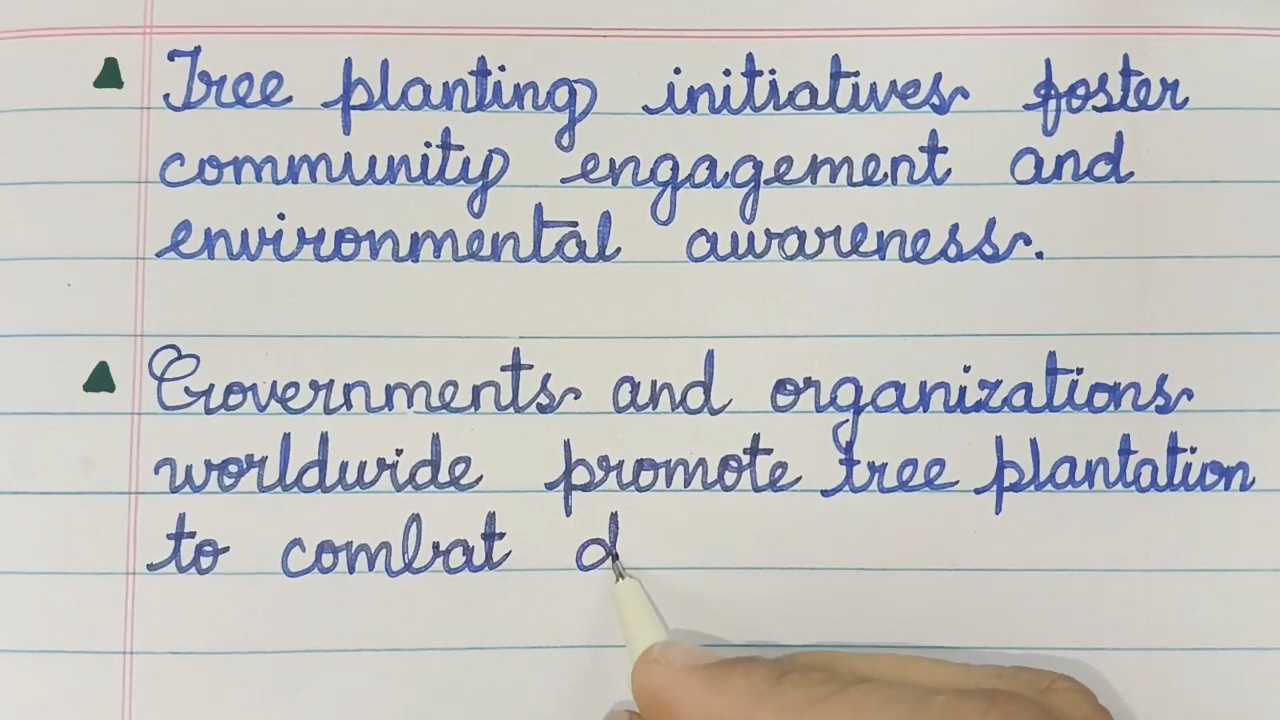 Tree planting initiatives foster
community engagement and
environmental awareness.
Governments and organizations
worldwide promote tree plantation
to combat d